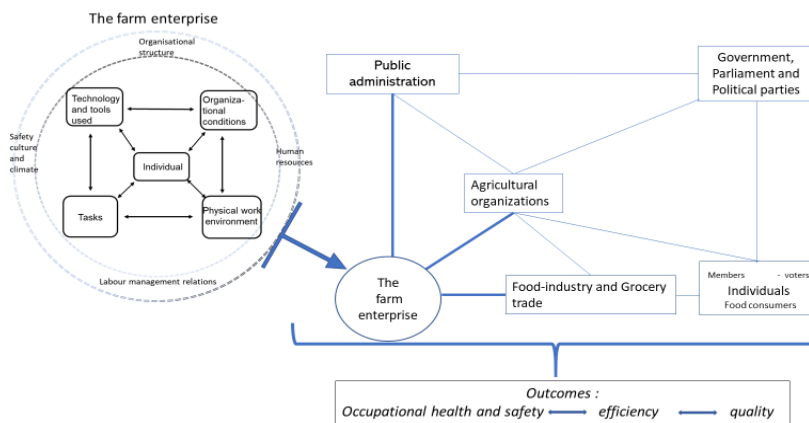 The farm enterprise
Organisational
structure
Technology
and tools
used
Organiza-
tional
conditions
Safety
culture
and
climate
Individual
Human
resources
Tasks
Physical work
environment
Labour management relations
Public
administration
Government,
Parliament and
Political parties
Agricultural
organizations
The
farm
enterprise
Food-industry and Grocery
trade
Members - voters
Individuals
Food consumers
Outcomes :
Occupational health and safety efficiency quality